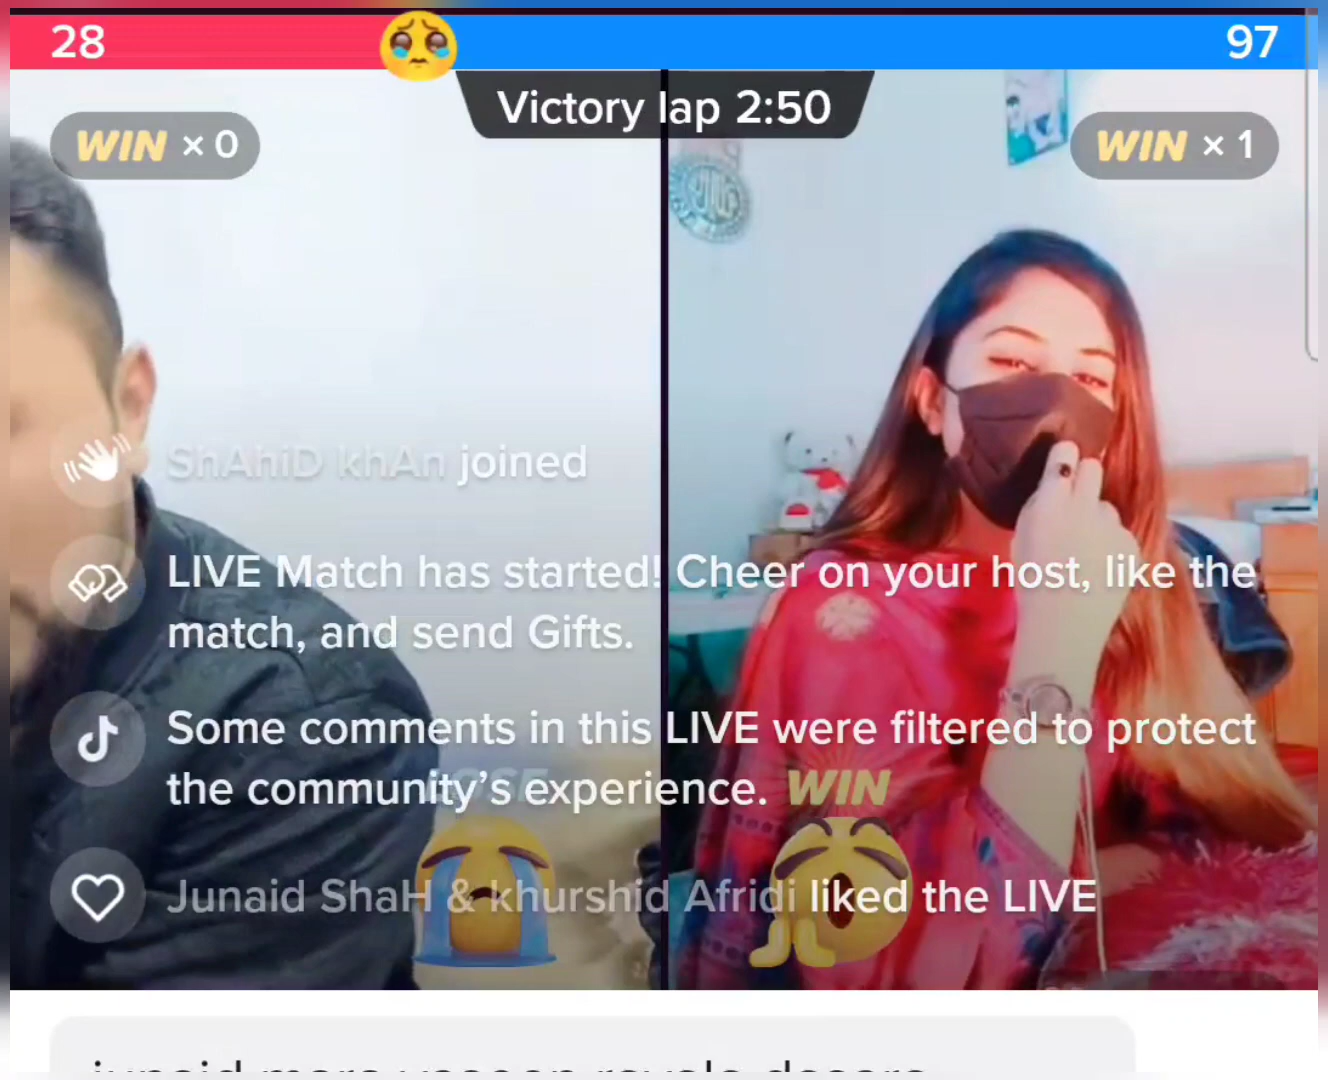 28
97
Victory lap 2:50
WIN × 0
WIN × 1
ShAhiD khAn joined
LIVE Match has started! Cheer on your host, like the
match, and send Gifts.
Some comments in this LIVE were filtered to protect
the community's experience.
WIN
Junaid ShaH & khurshid Afridi liked the LIVE